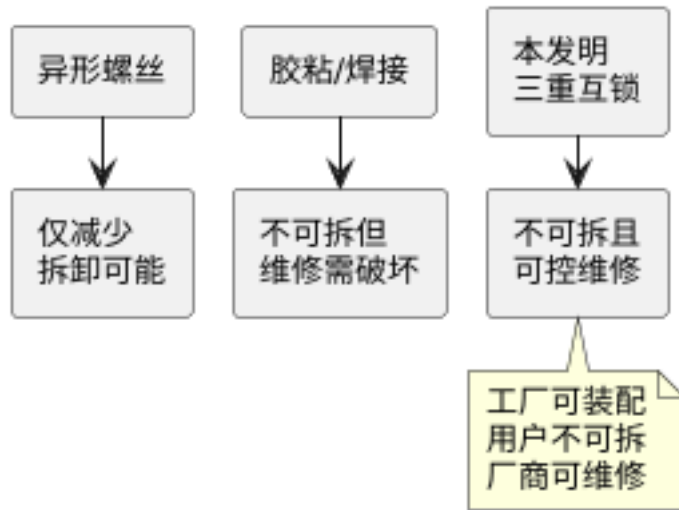 异形螺丝
胶粘/焊接
本发明
三重互锁
仅减少
拆卸可能
不可拆但
维修需破坏
不可拆且
可控维修
工厂可装配
用户不可拆
厂商可维修